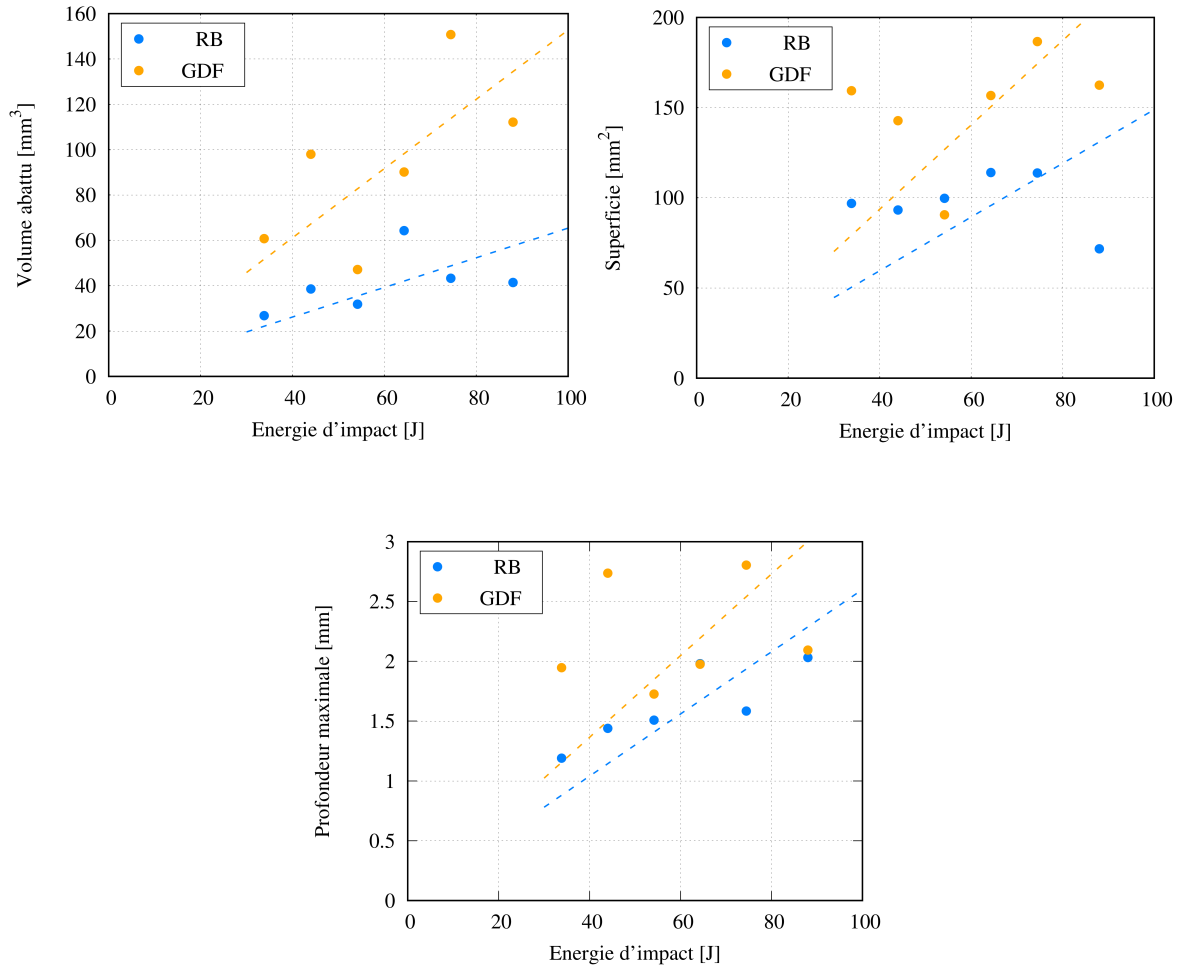 Volume abattu [mm³]
160
140
120
100
80
60
40
20
0
RB
GDF
0 20 40 60 80 100
Energie d'impact [J]
Superficie [mm²]
200
150
100
50
0
RB
GDF
0 20 40 60 80 100
Energie d'impact [J]
Profondeur maximale [mm]
3
2.5
2
1.5
1
0.5
0
RB
GDF
0 20 40 60 80 100
Energie d'impact [J]